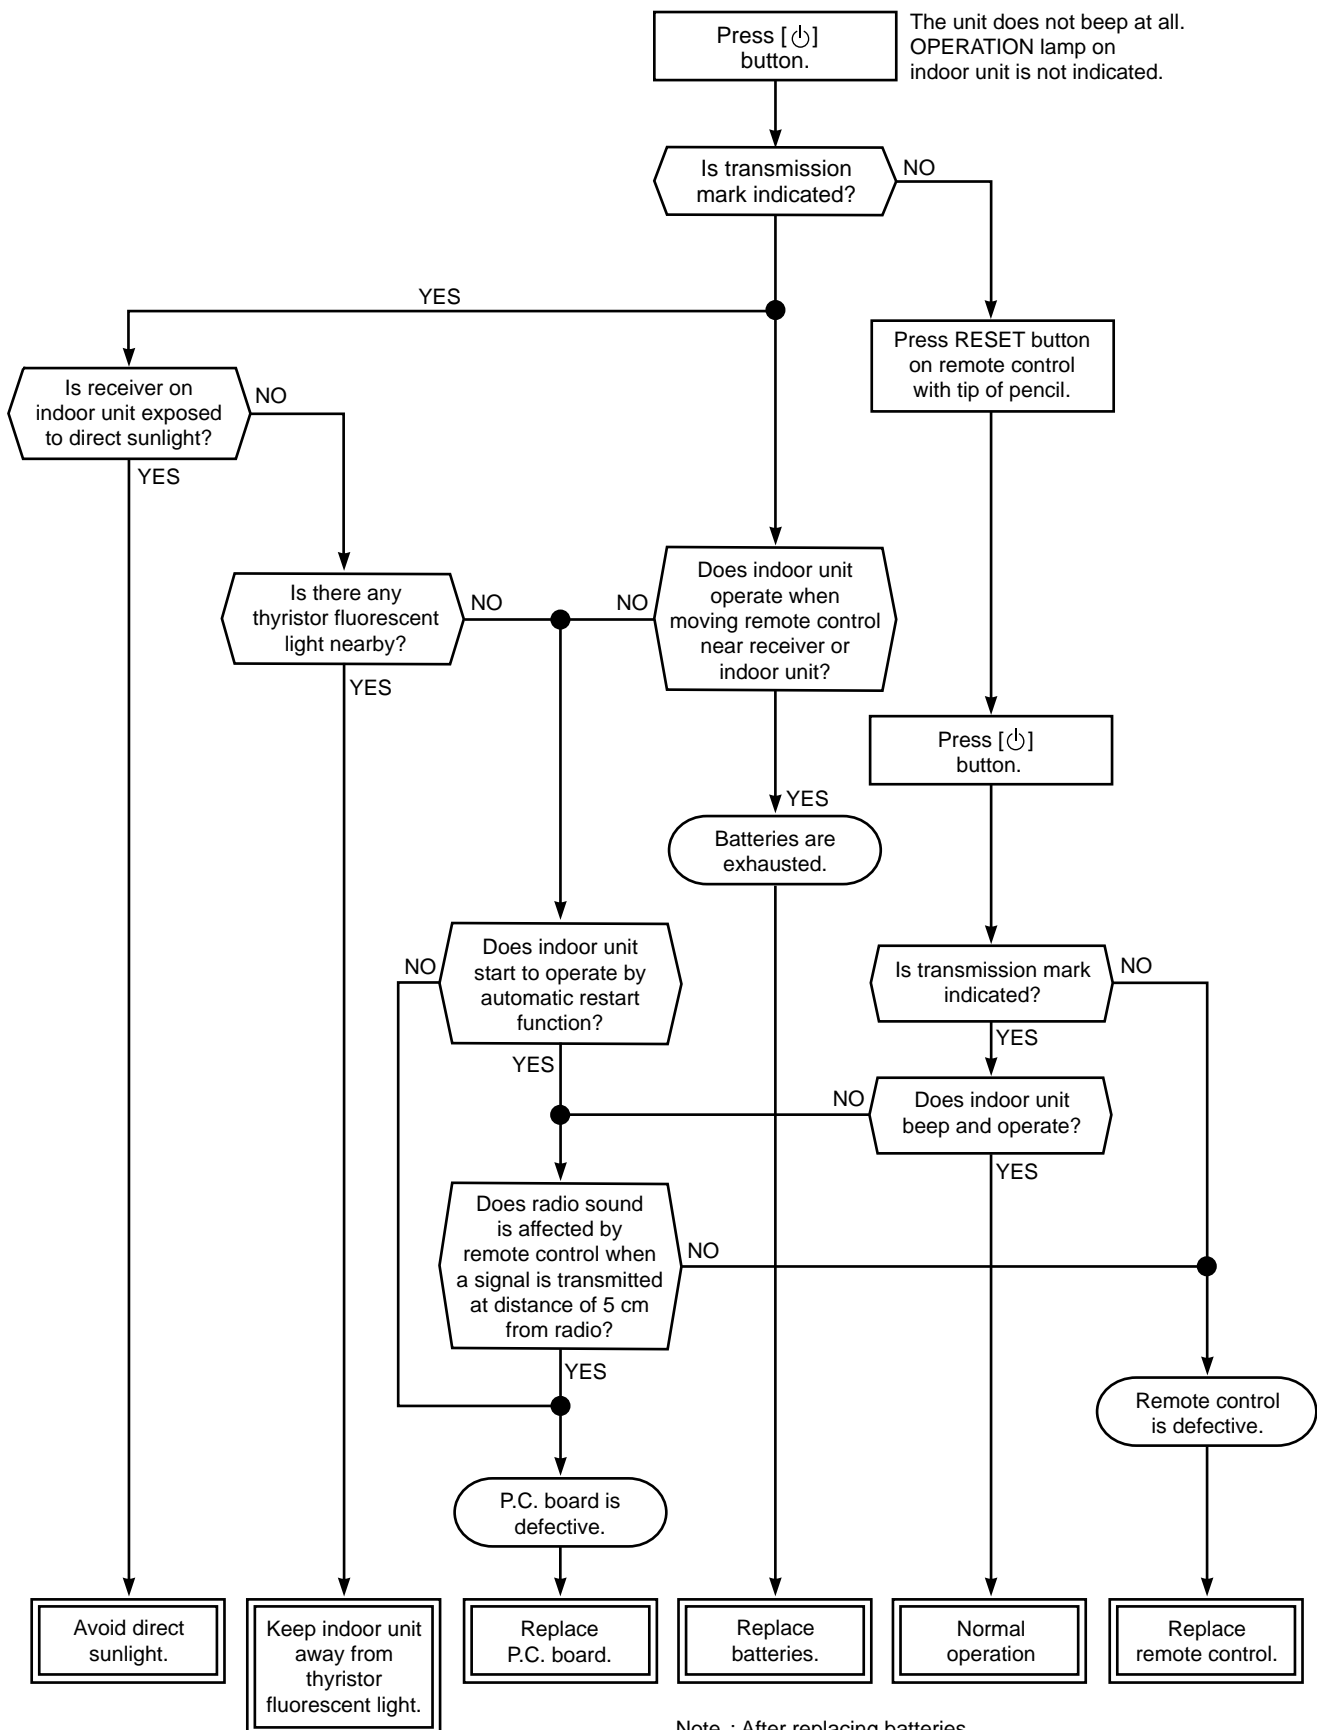 Press [⏻]
button.
The unit does not beep at all.
OPERATION lamp on
indoor unit is not indicated.
Is transmission
mark indicated?
NO
YES
Press RESET button
on remote control
with tip of pencil.
Is receiver on
indoor unit exposed
to direct sunlight?
NO
YES
Is there any
thyristor fluorescent
light nearby?
NO
YES
Does indoor unit
operate when
moving remote control
near receiver or
indoor unit?
NO
YES
Press [⏻]
button.
Batteries are
exhausted.
Does indoor unit
start to operate by
automatic restart
function?
NO
YES
Is transmission mark
indicated?
NO
YES
Does indoor unit
beep and operate?
NO
YES
Does radio sound
is affected by
remote control when
a signal is transmitted
at distance of 5 cm
from radio?
NO
YES
Remote control
is defective.
P.C. board is
defective.
Avoid direct
sunlight.
Keep indoor unit
away from
thyristor
fluorescent light.
Replace
P.C. board.
Replace
batteries.
Normal
operation
Replace
remote control.
Note : After replacing batteries,